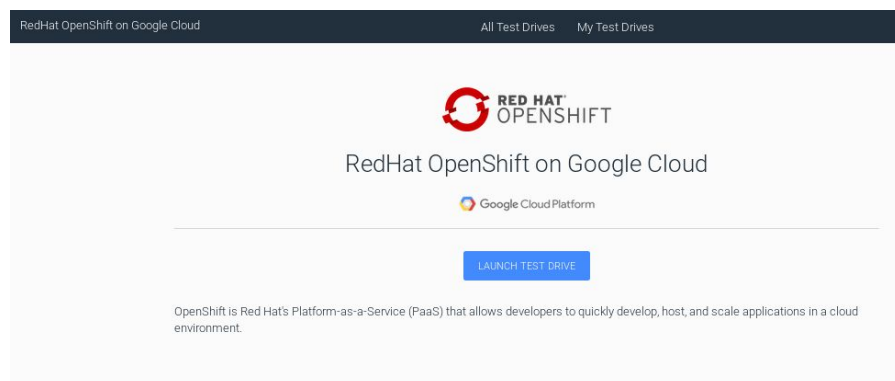 RedHat OpenShift on Google Cloud
All Test Drives My Test Drives
RED HAT
OPENSHIFT
RedHat OpenShift on Google Cloud
Google Cloud Platform
LAUNCH TEST DRIVE
OpenShift is Red Hat's Platform-as-a-Service (PaaS) that allows developers to quickly develop, host, and scale applications in a cloud
environment.